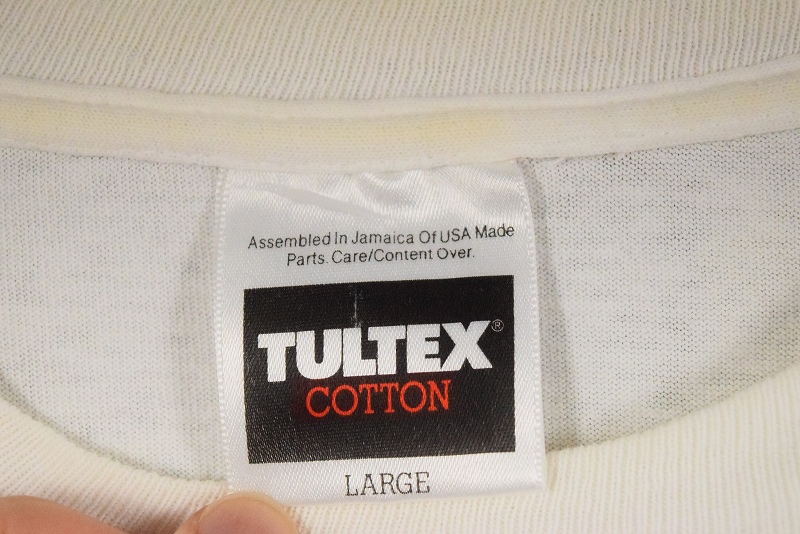 Assembled In Jamaica Of USA Made
Parts. Care/Content Over.
TULTEX®
COTTON
LARGE